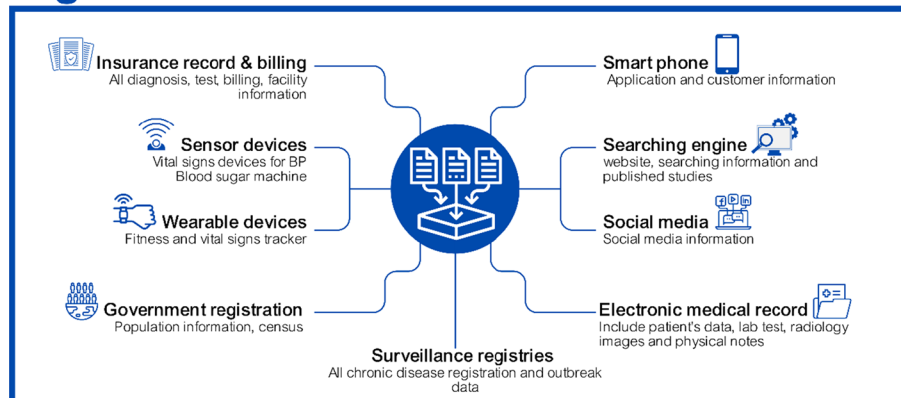 Insurance record & billing
All diagnosis, test, billing, facility
information
Sensor devices
Vital signs devices for BP
Blood sugar machine
Wearable devices
Fitness and vital signs tracker
Government registration
Population information, census
Surveillance registries
All chronic disease registration and outbreak
data
Smart phone
Application and customer information
Searching engine
website, searching information and
published studies
Social media
Social media information
Electronic medical record
Include patient's data, lab test, radiology
images and physical notes